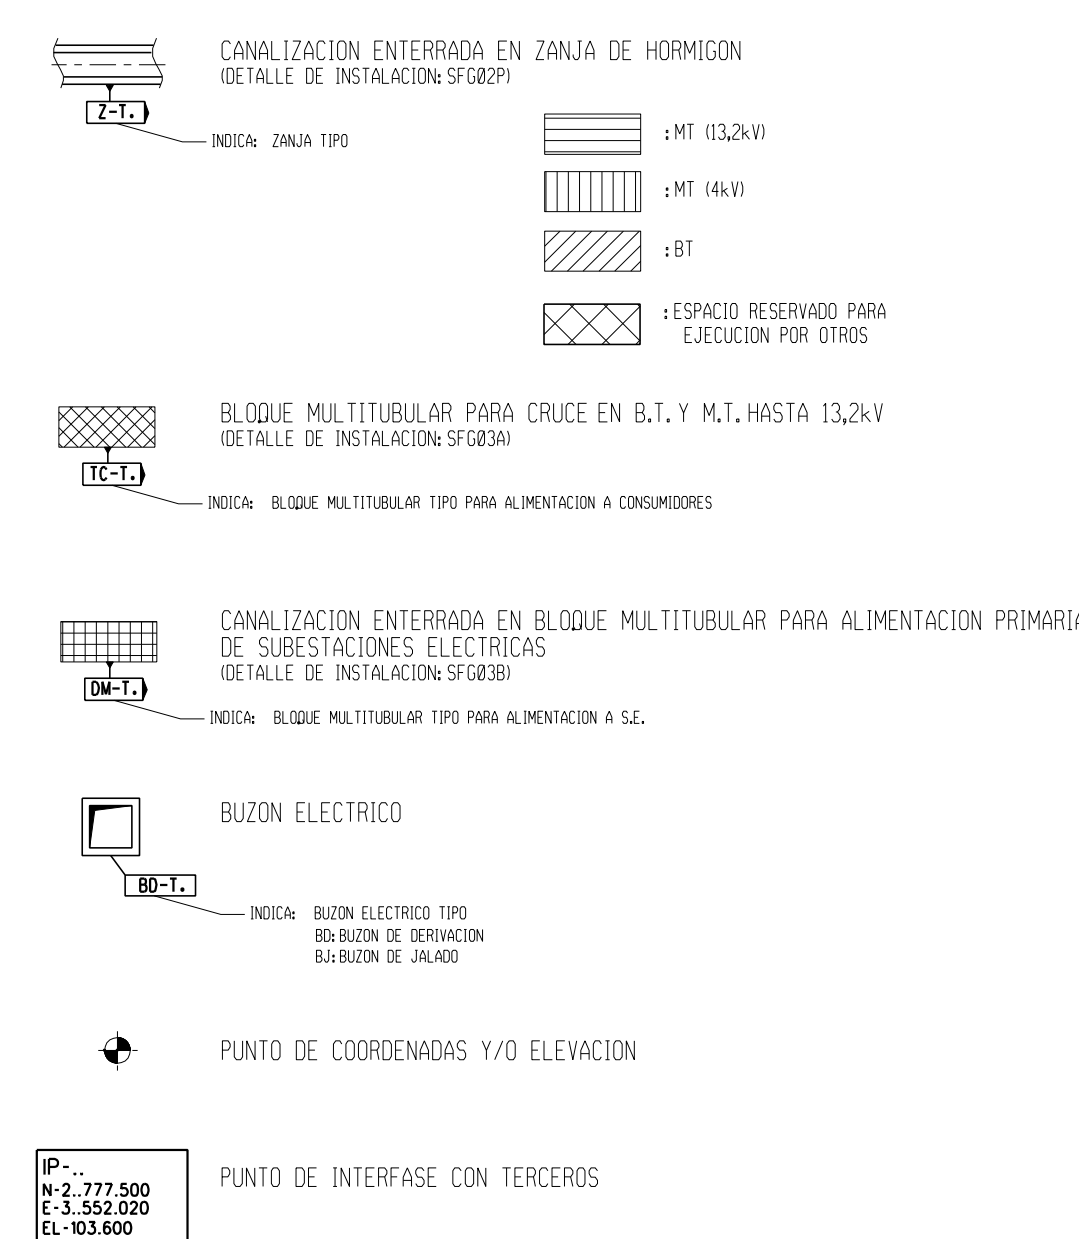 CANALIZACION ENTERRADA EN ZANJA DE HORMIGON
(DETALLE DE INSTALACION: SFG02P)
Z-T.
INDICA: ZANJA TIPO
: MT (13,2kV)
: MT (4kV)
: BT
: ESPACIO RESERVADO PARA
EJECUCION POR OTROS
BLOQUE MULTITUBULAR PARA CRUCE EN B.T. Y M.T. HASTA 13,2kV
(DETALLE DE INSTALACION: SFG03A)
TC-T.
INDICA: BLOQUE MULTITUBULAR TIPO PARA ALIMENTACION A CONSUMIDORES
CANALIZACION ENTERRADA EN BLOQUE MULTITUBULAR PARA ALIMENTACION PRIMARIA
DE SUBESTACIONES ELECTRICAS
(DETALLE DE INSTALACION: SFG03B)
DM-T.
INDICA: BLOQUE MULTITUBULAR TIPO PARA ALIMENTACION A S.E.
BUZON ELECTRICO
BD-T.
INDICA: BUZON ELECTRICO TIPO
BD: BUZON DE DERIVACION
BJ: BUZON DE JALADO
PUNTO DE COORDENADAS Y/O ELEVACION
IP-..
N-2..777.500
E-3..552.020
EL-103.600
PUNTO DE INTERFASE CON TERCEROS